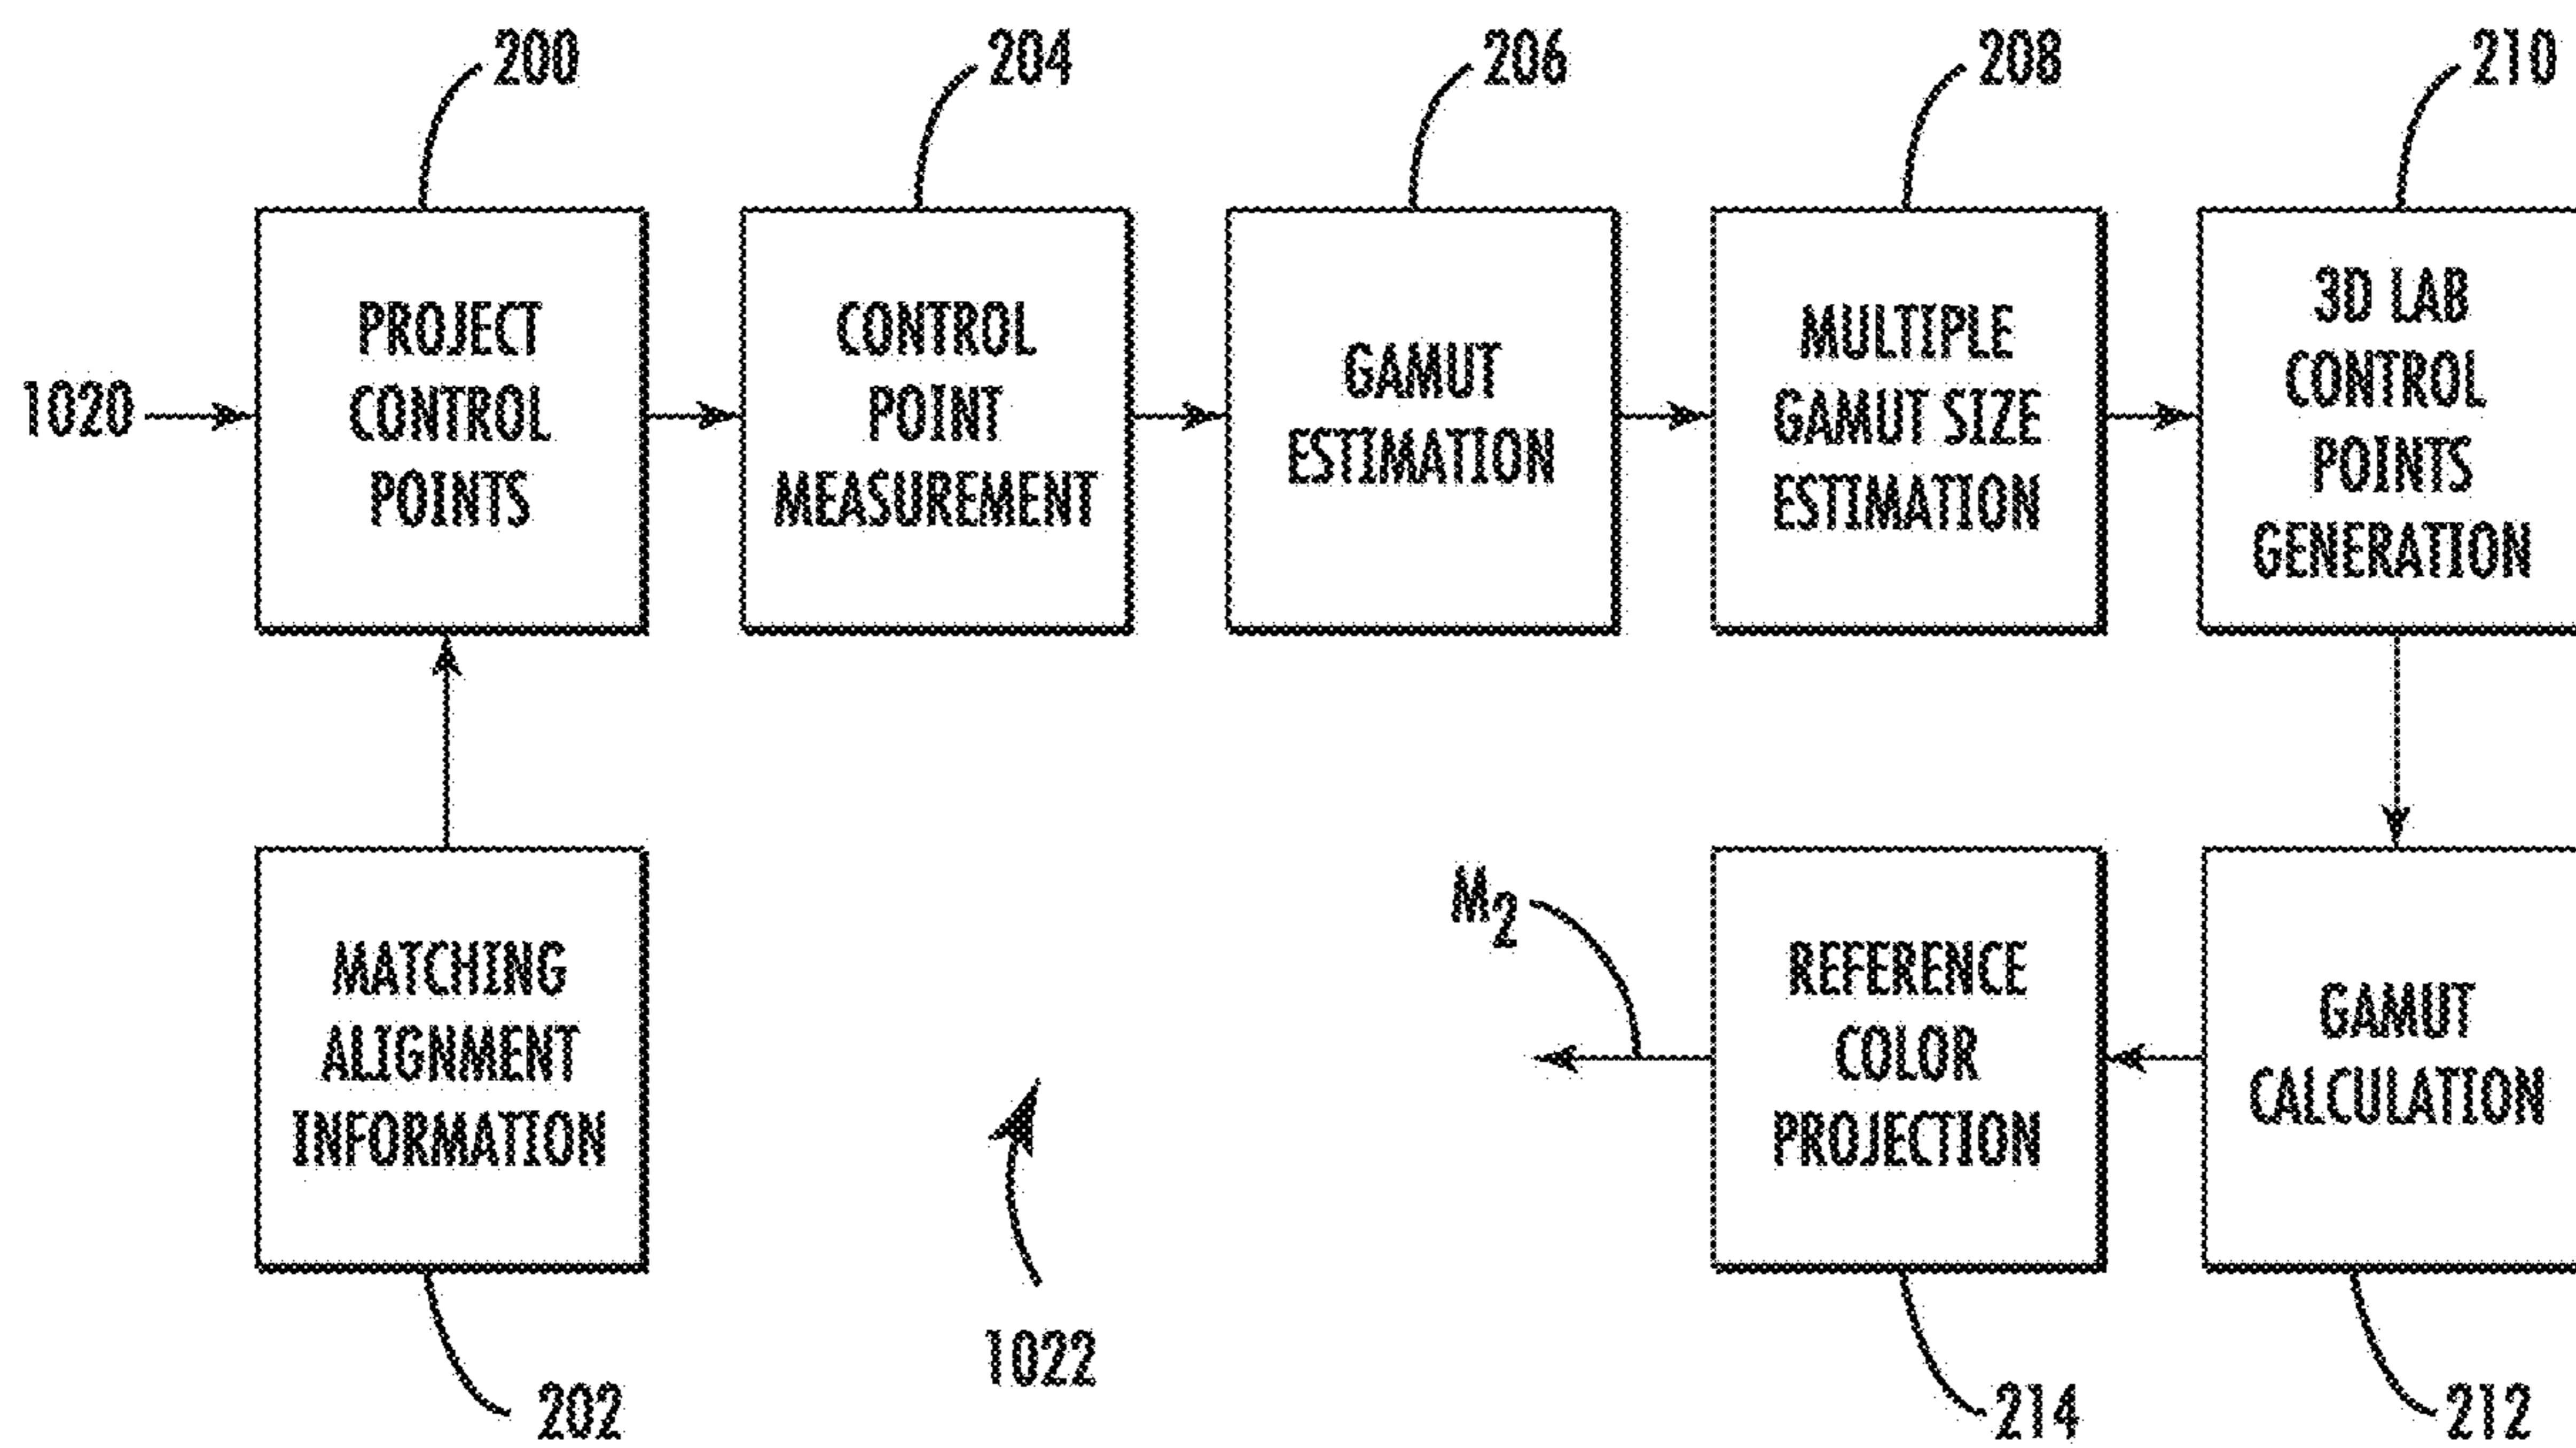 200
204
206
208
210
1020
PROJECT
CONTROL
POINTS
CONTROL
POINT
MEASUREMENT
GAMUT
ESTIMATION
MULTIPLE
GAMUT SIZE
ESTIMATION
3D LAB
CONTROL
POINTS
GENERATION
MATCHING
ALIGNMENT
INFORMATION
M2
REFERENCE
COLOR
PROJECTION
GAMUT
CALCULATION
1022
202
214
212